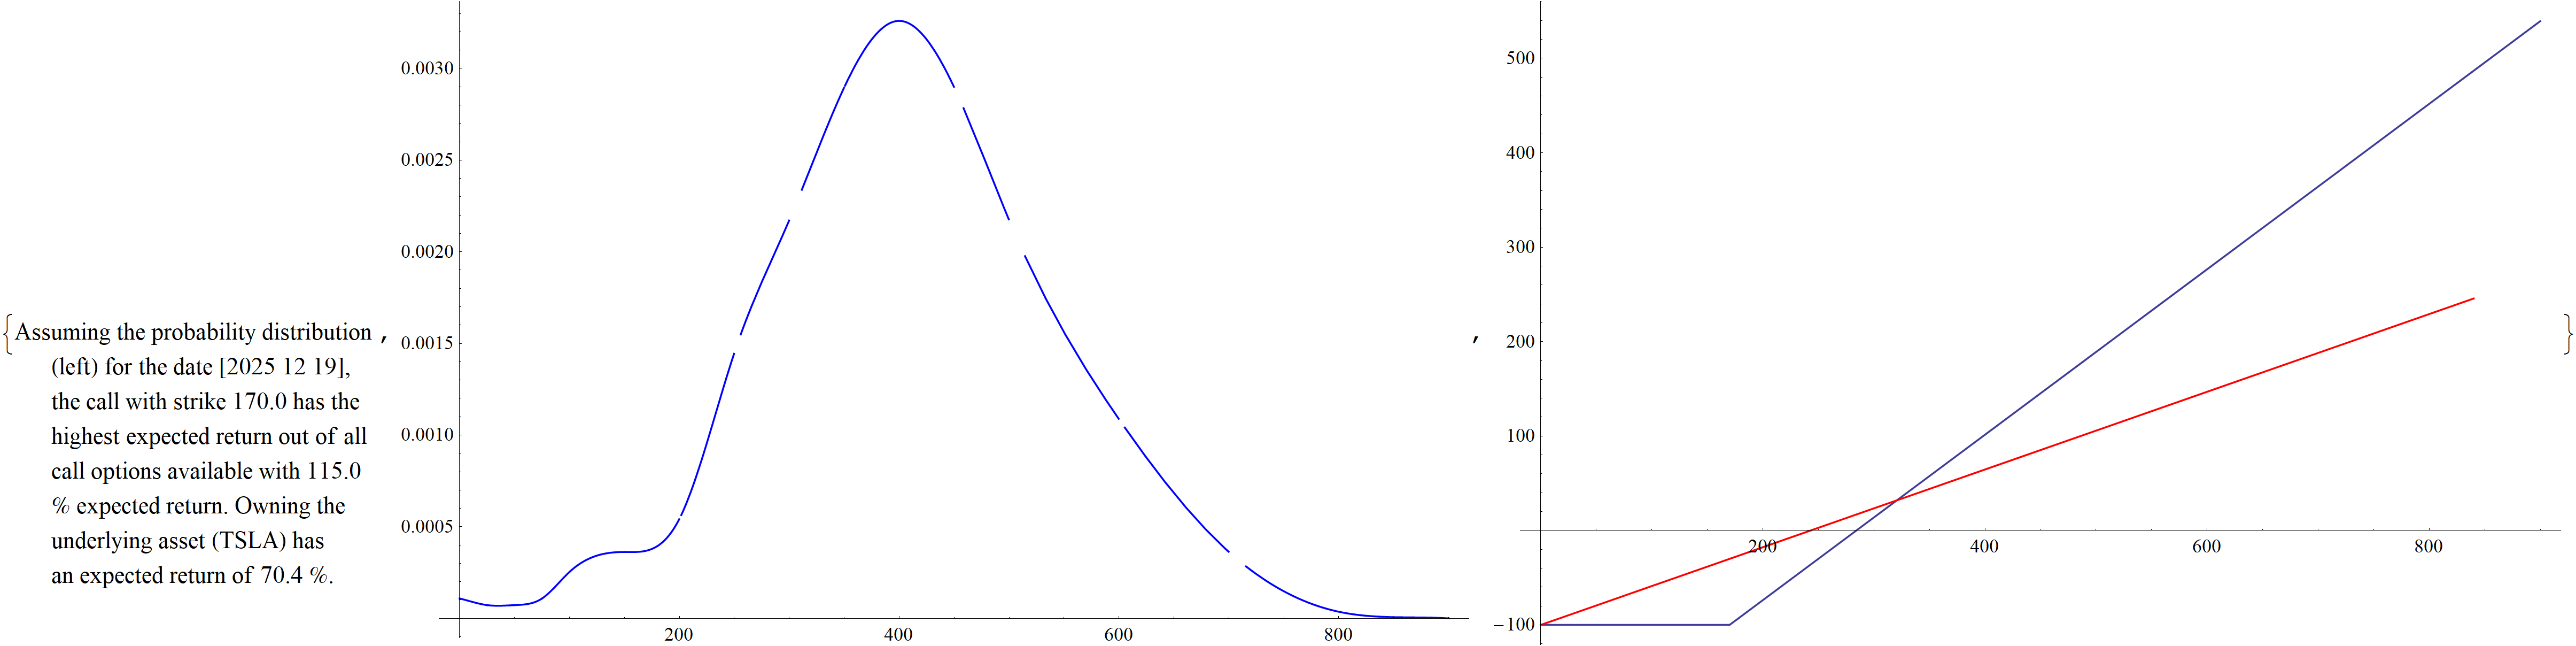 {Assuming the probability distribution ,
(left) for the date [2025 12 19],
the call with strike 170.0 has the
highest expected return out of all
call options available with 115.0
% expected return. Owning the
underlying asset (TSLA) has
an expected return of 70.4 %.
0.0030
0.0025
0.0020
0.0015
0.0010
0.0005
200 400 600 800
,
500
400
300
200
100
-100
200 400 600 800
}